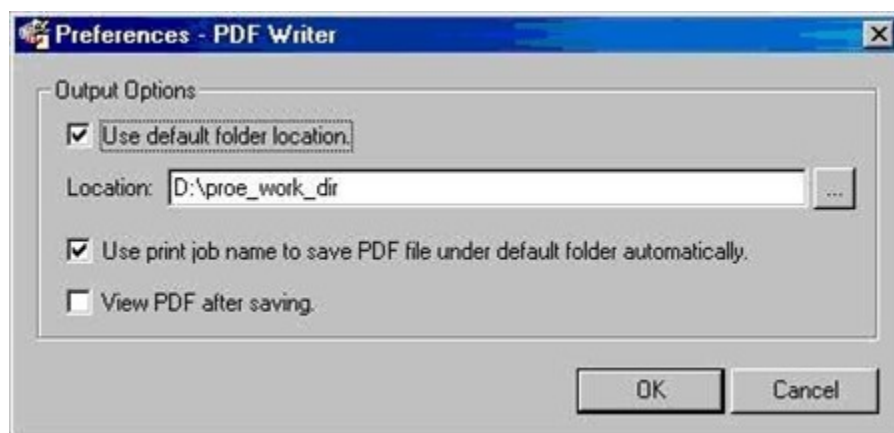 Preferences - PDF Writer
Output Options
Use default folder location.
Location: D:\proe_work_dir ...
Use print job name to save PDF file under default folder automatically.
View PDF after saving.
OK Cancel